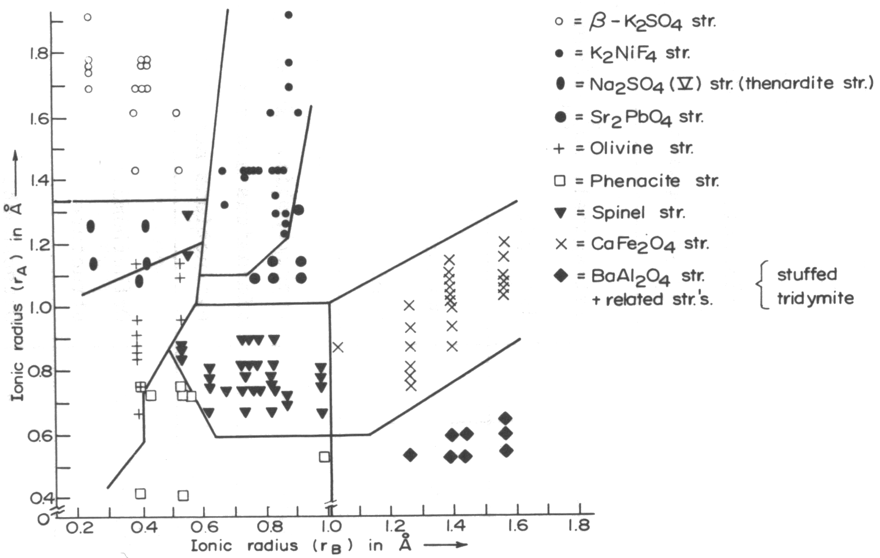 ○ = β-K2SO4 str.
● = K2NiF4 str.
= Na2SO4 (V) str. (thenardite str.)
● = Sr2PbO4 str.
+ = Olivine str.
□ = Phenacite str.
▼ = Spinel str.
× = CaFe2O4 str.
◆ = BaAl2O4 str.
+ related str.'s.
stuffed
tridymite
Ionic radius (rA) in Å →
1.8
1.6
1.4
1.2
1.0
0.8
0.6
0.4
0
0.2 0.4 0.6 0.8 1.0 1.2 1.4 1.6 1.8
Ionic radius (rB) in Å →